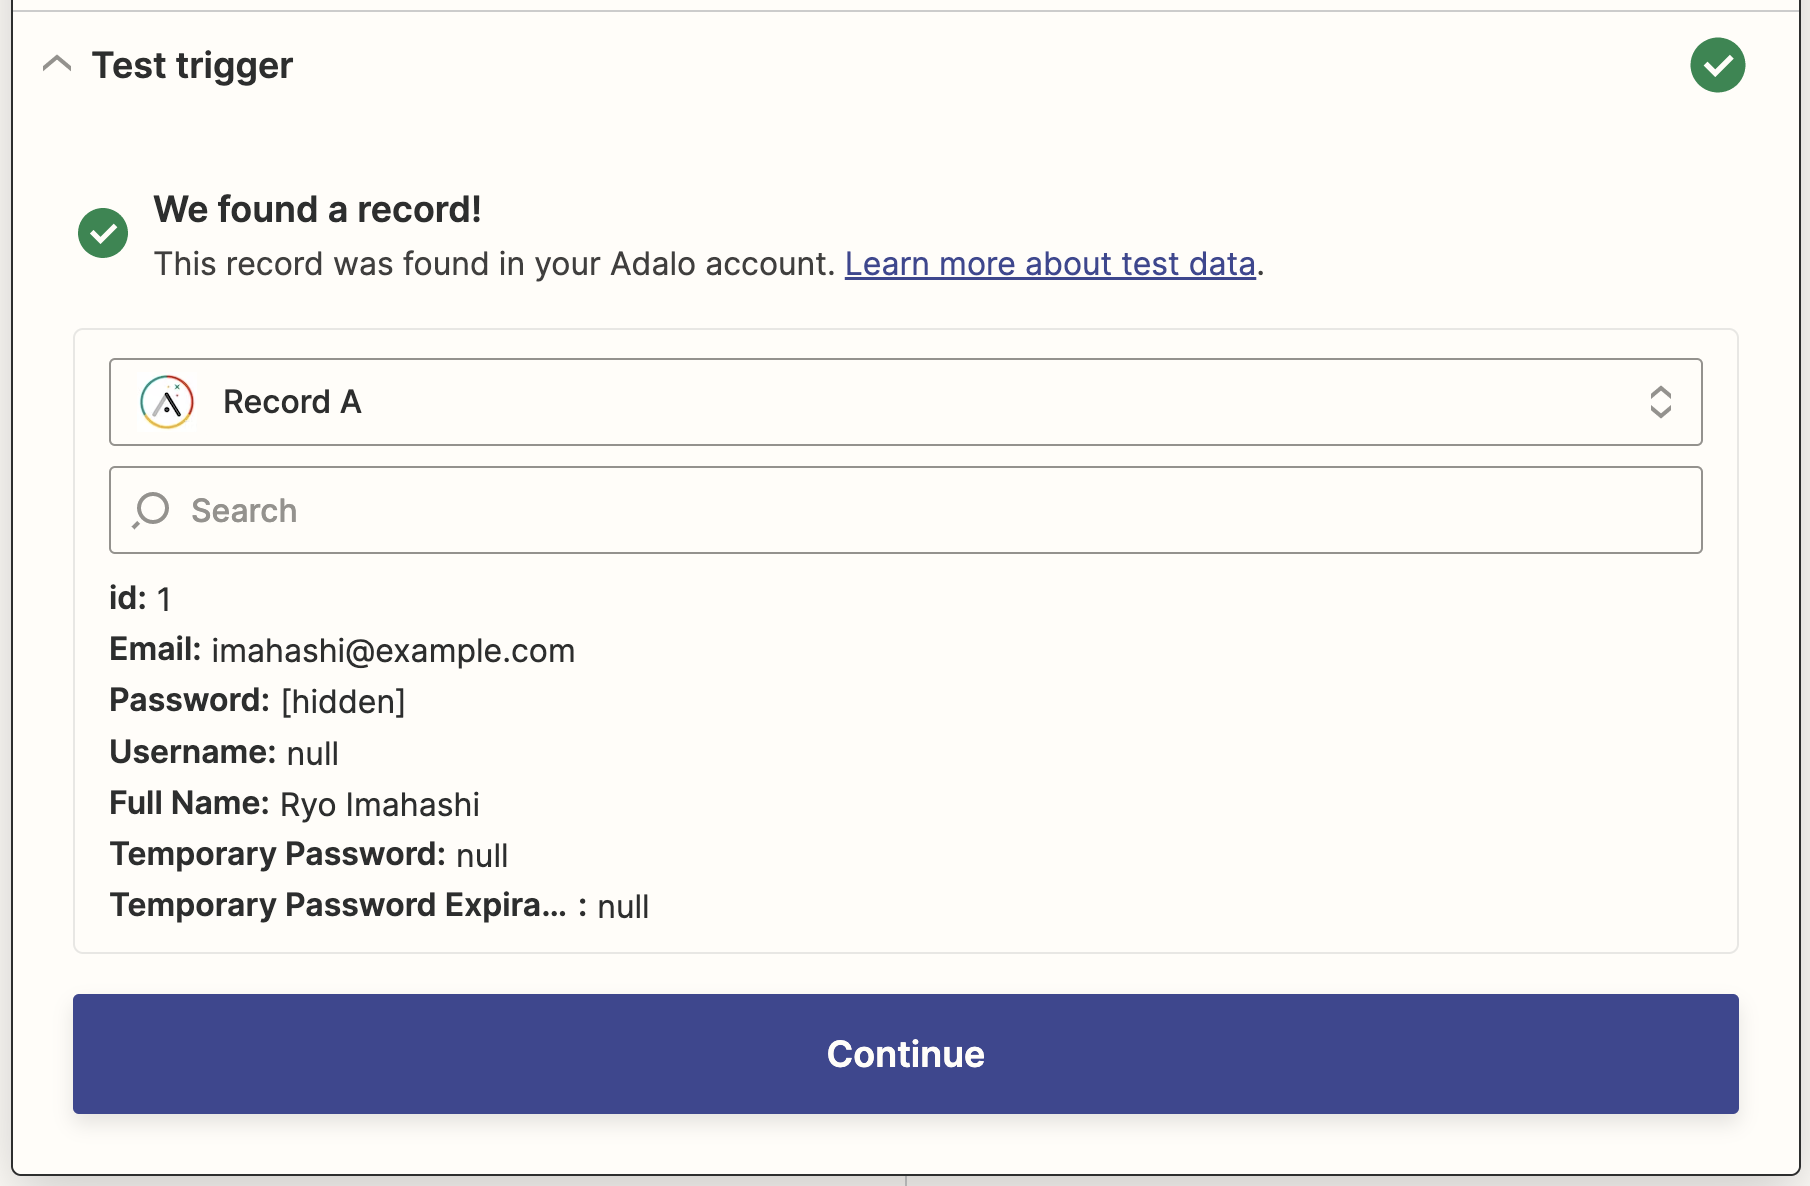 Test trigger
We found a record!
This record was found in your Adalo account. Learn more about test data.
Record A
Search
id: 1
Email: imahashi@example.com
Password: [hidden]
Username: null
Full Name: Ryo Imahashi
Temporary Password: null
Temporary Password Expira... : null
Continue